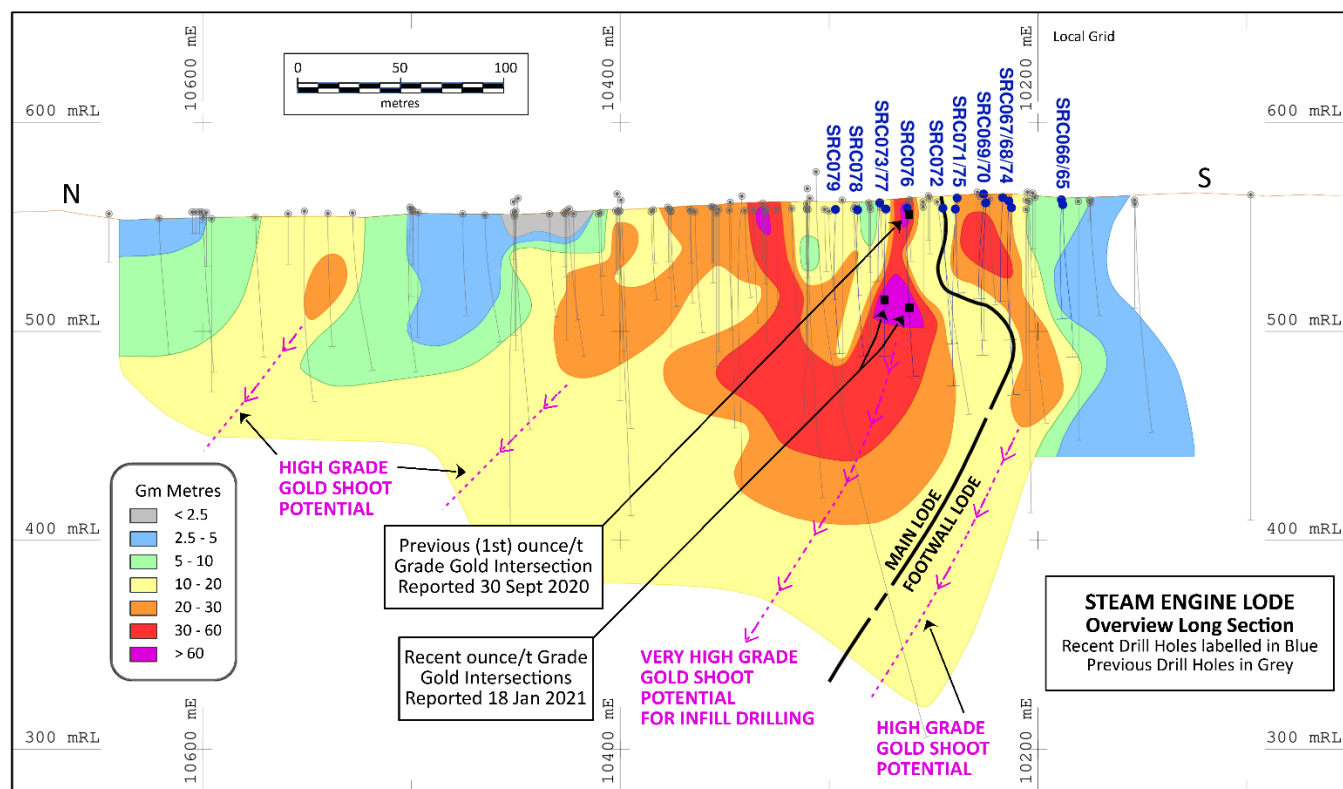 10600 mE
10400 mE
10200 mE
Local Grid
0 50 100
metres
600 mRL
600 mRL
SRC079
SRC078
SRC073/77
SRC076
SRC072
SRC071/75
SRC069/70
SRC067/68/74
SRC066/65
N
S
500 mRL
500 mRL
HIGH GRADE
GOLD SHOOT
POTENTIAL
Gm Metres
< 2.5
2.5 - 5
5 - 10
10 - 20
20 - 30
30 - 60
> 60
400 mRL
400 mRL
MAIN LODE
FOOTWALL LODE
Previous (1st) ounce/t
Grade Gold Intersection
Reported 30 Sept 2020
Recent ounce/t Grade
Gold Intersections
Reported 18 Jan 2021
VERY HIGH GRADE
GOLD SHOOT
POTENTIAL
FOR INFILL DRILLING
HIGH GRADE
GOLD SHOOT
POTENTIAL
STEAM ENGINE LODE
Overview Long Section
Recent Drill Holes labelled in Blue
Previous Drill Holes in Grey
300 mRL
300 mRL
10600 mE
10400 mE
10200 mE